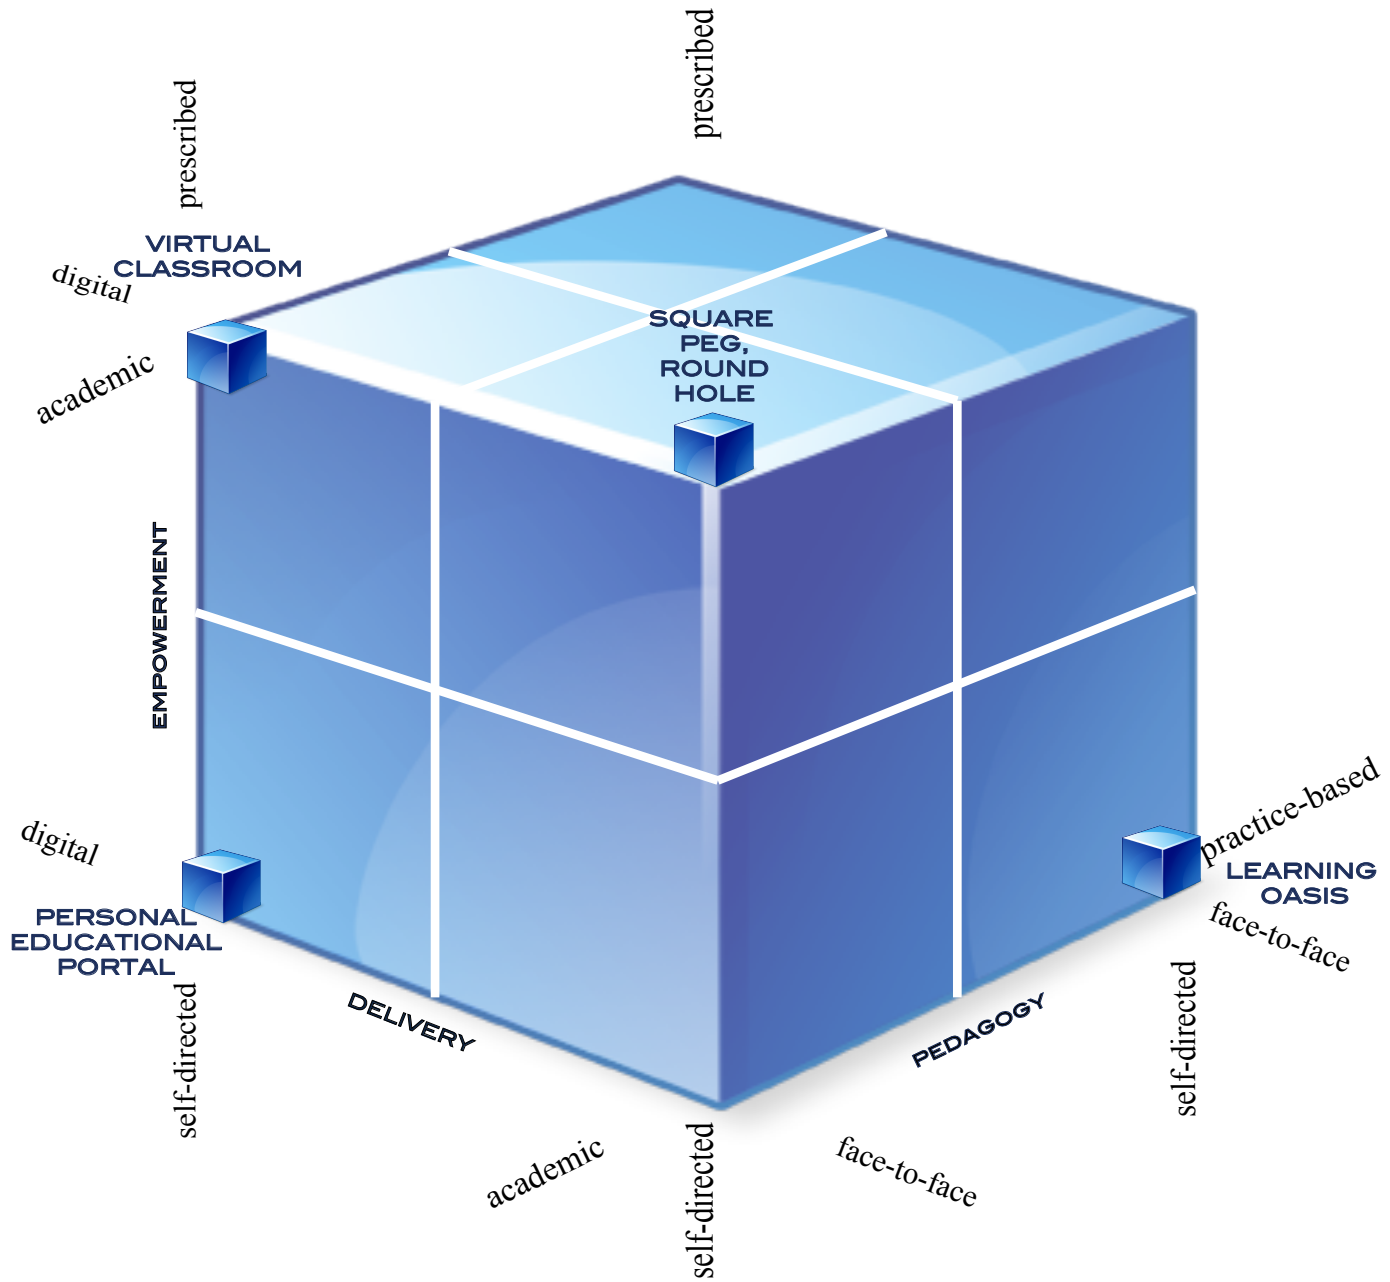 prescribed
prescribed
VIRTUAL
CLASSROOM
digital
academic
SQUARE
PEG,
ROUND
HOLE
EMPOWERMENT
digital
PERSONAL
EDUCATIONAL
PORTAL
self-directed
DELIVERY
PEDAGOGY
practice-based
LEARNING
OASIS
face-to-face
self-directed
academic
self-directed
face-to-face